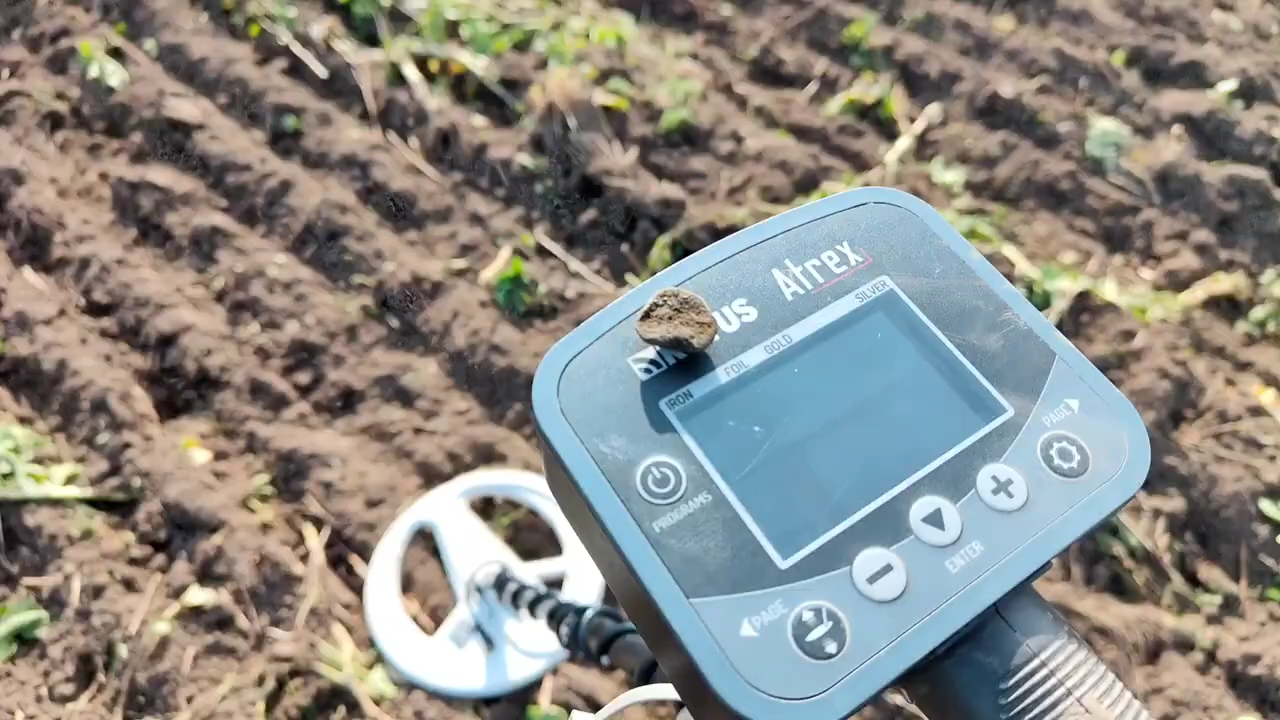 Atrex
IRON FOIL GOLD SILVER
PROGRAMS
PAGE
ENTER
PAGE